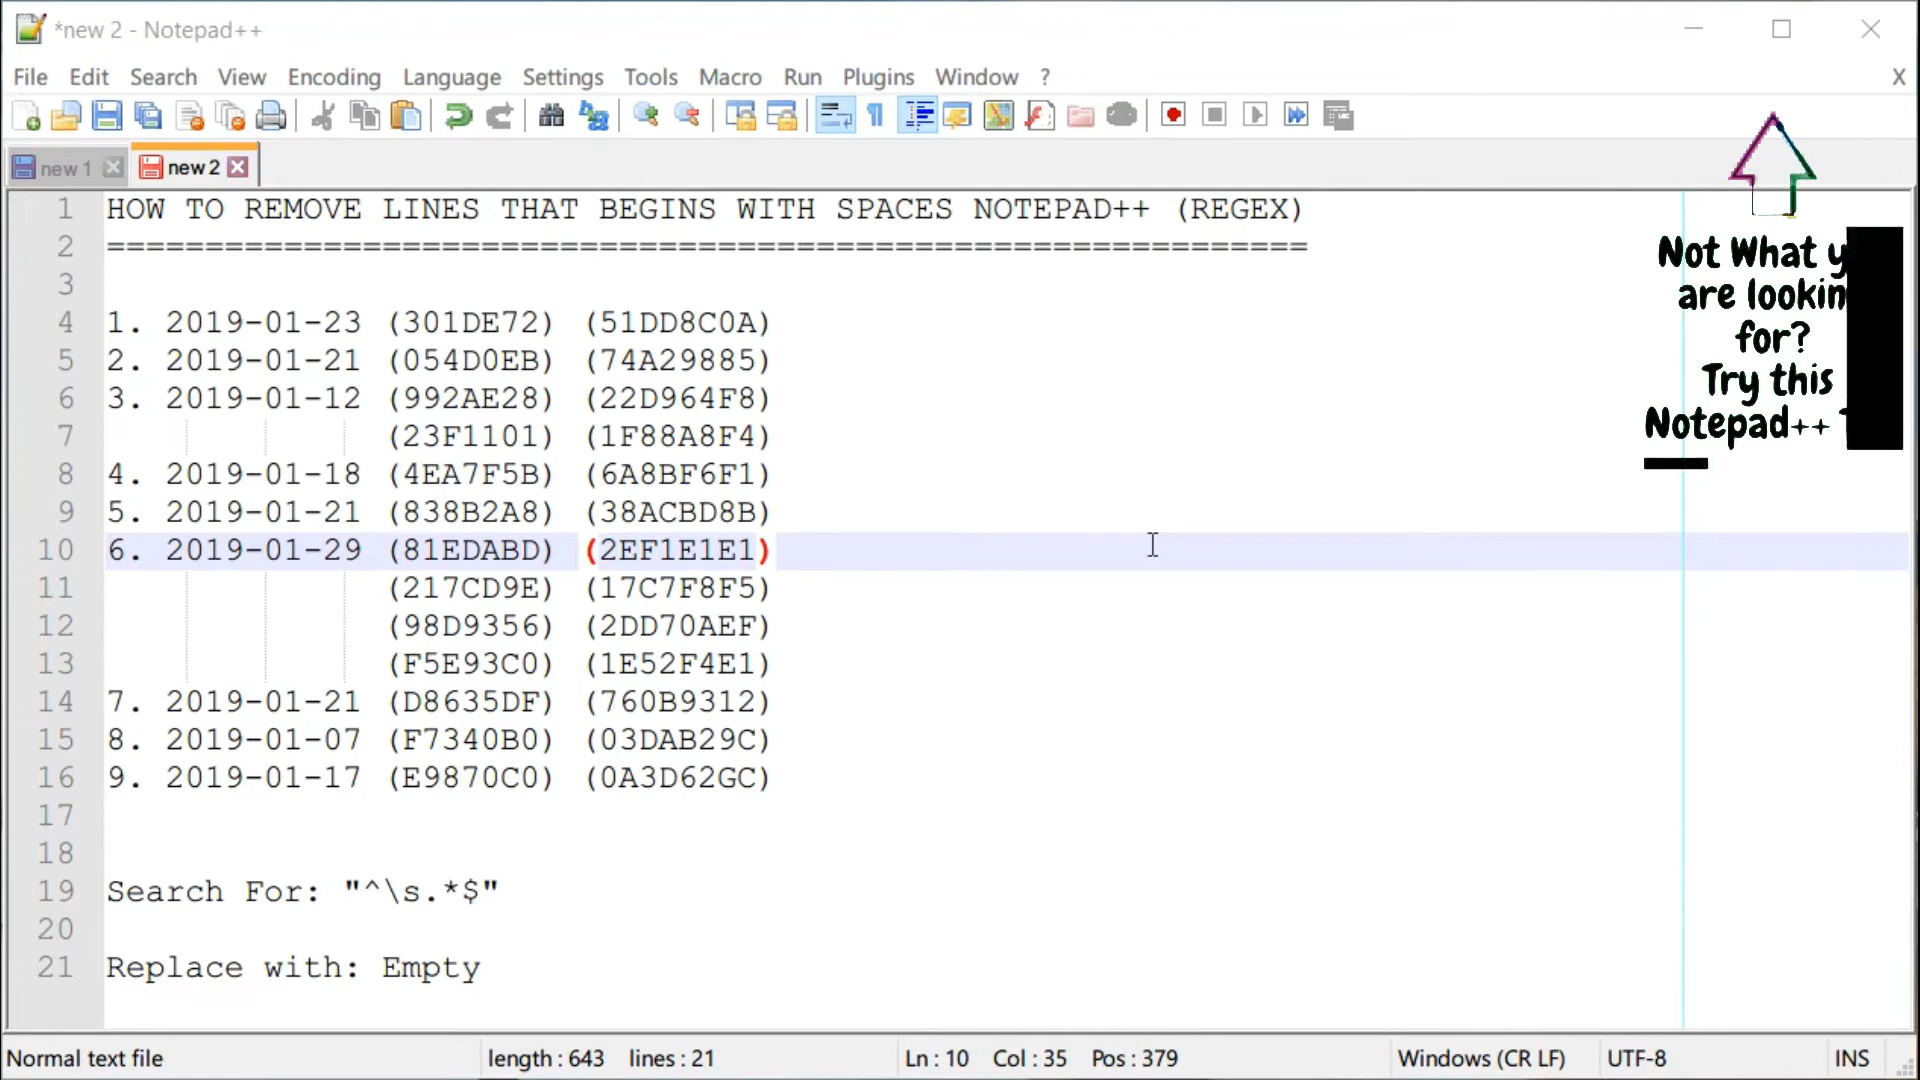 *new 2 - Notepad++
File Edit Search View Encoding Language Settings Tools Macro Run Plugins Window ? X
new 1 new 2
1 HOW TO REMOVE LINES THAT BEGINS WITH SPACES NOTEPAD++ (REGEX)
2 =============================================================
3
4 1. 2019-01-23 (301DE72) (51DD8C0A)
5 2. 2019-01-21 (054D0EB) (74A29885)
6 3. 2019-01-12 (992AE28) (22D964F8)
7 (23F1101) (1F88A8F4)
8 4. 2019-01-18 (4EA7F5B) (6A8BF6F1)
9 5. 2019-01-21 (838B2A8) (38ACBD8B)
10 6. 2019-01-29 (81EDABD) (2EF1E1E1)
11 (217CD9E) (17C7F8F5)
12 (98D9356) (2DD70AEF)
13 (F5E93C0) (1E52F4E1)
14 7. 2019-01-21 (D8635DF) (760B9312)
15 8. 2019-01-07 (F7340B0) (03DAB29C)
16 9. 2019-01-17 (E9870C0) (0A3D62GC)
17
18
19 Search For: "^\s.*$"
20
21 Replace with: Empty
Not What
are
for?
Try this
Notepad++
Normal text file length : 643 lines : 21 Ln : 10 Col : 35 Pos : 379 Windows (CR LF) UTF-8 INS